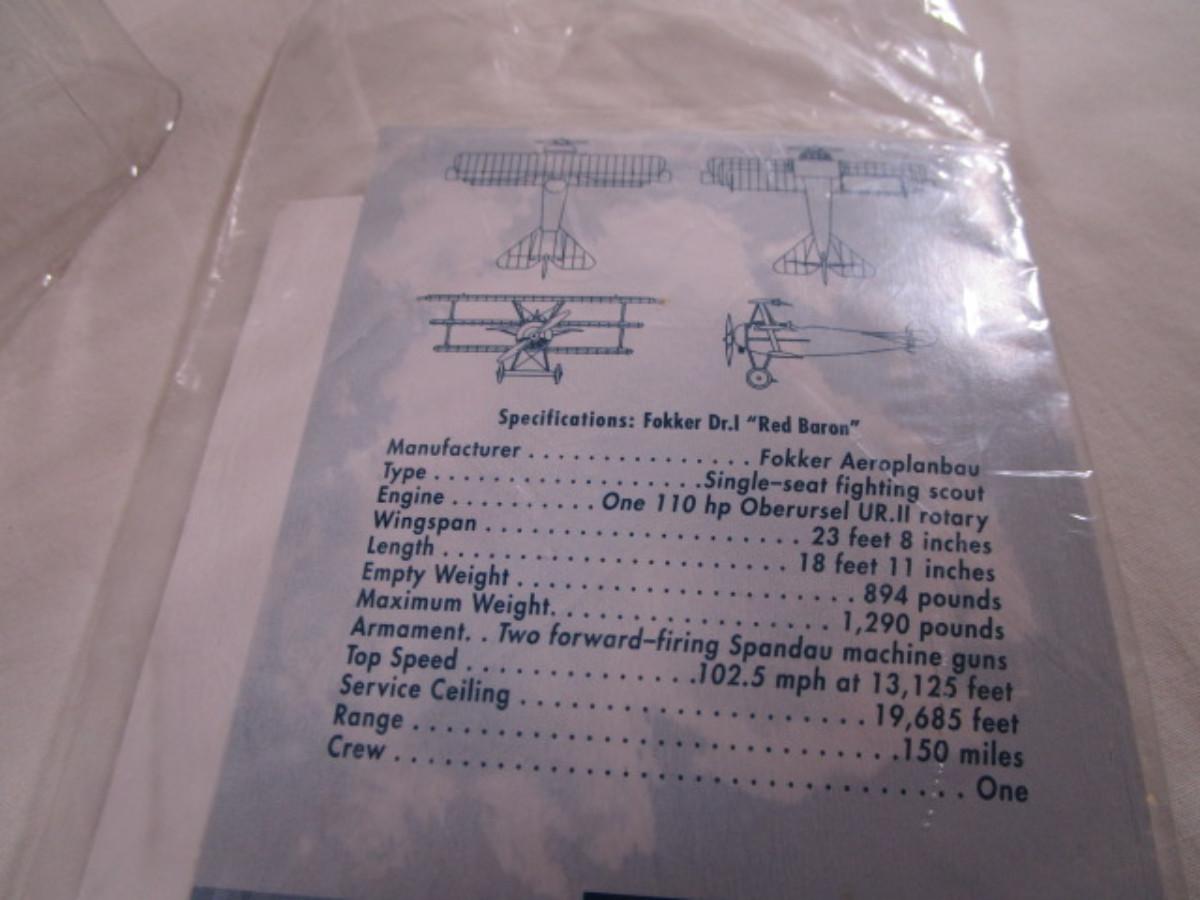 Specifications: Fokker Dr.I "Red Baron"
Manufacturer . . . . . . . . . . . . . . . Fokker Aeroplanbau
Type . . . . . . . . . . . . . . . . . . .Single–seat fighting scout
Engine . . . . . . . . . . One 110 hp Oberursel UR.II rotary
Wingspan . . . . . . . . . . . . . . . . . . . . . 23 feet 8 inches
Length . . . . . . . . . . . . . . . . . . . . . . . 18 feet 11 inches
Empty Weight . . . . . . . . . . . . . . . . . . . . . . 894 pounds
Maximum Weight. . . . . . . . . . . . . . . . . . . 1,290 pounds
Armament. . Two forward–firing Spandau machine guns
Top Speed . . . . . . . . . . . . . .102.5 mph at 13,125 feet
Service Ceiling . . . . . . . . . . . . . . . . . . . . . . 19,685 feet
Range . . . . . . . . . . . . . . . . . . . . . . . . . . . . . .150 miles
Crew . . . . . . . . . . . . . . . . . . . . . . . . . . . . . . . . . . One